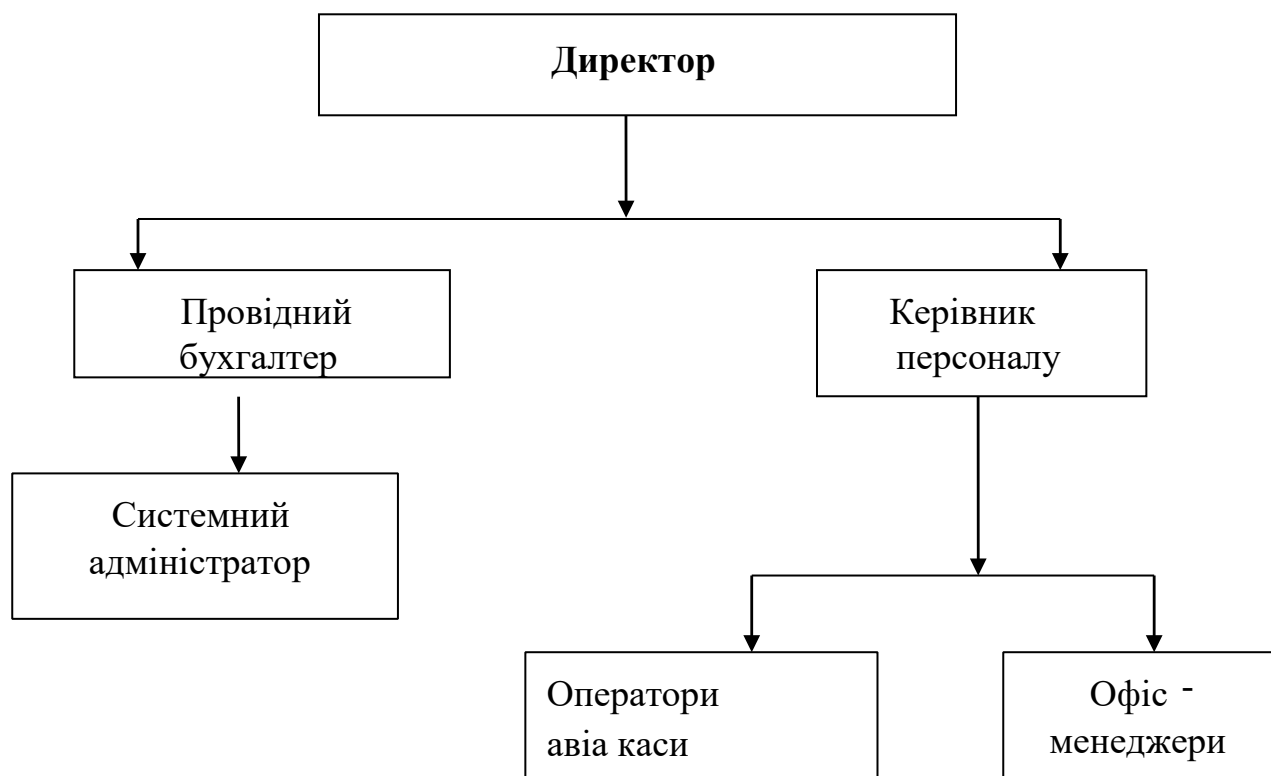 Директор
Провідний
бухгалтер
Керівник
персоналу
Системний
адміністратор
Оператори
авіа каси
Офіс -
менеджери